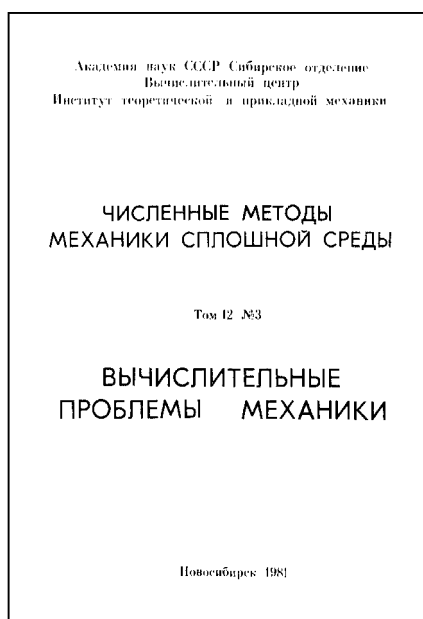 Академия наук СССР Сибирское отделение
Вычислительный центр
Институт теоретической и прикладной механики
ЧИСЛЕННЫЕ МЕТОДЫ
МЕХАНИКИ СПЛОШНОЙ СРЕДЫ
Том 12 №3
ВЫЧИСЛИТЕЛЬНЫЕ
ПРОБЛЕМЫ МЕХАНИКИ
Новосибирск 1981